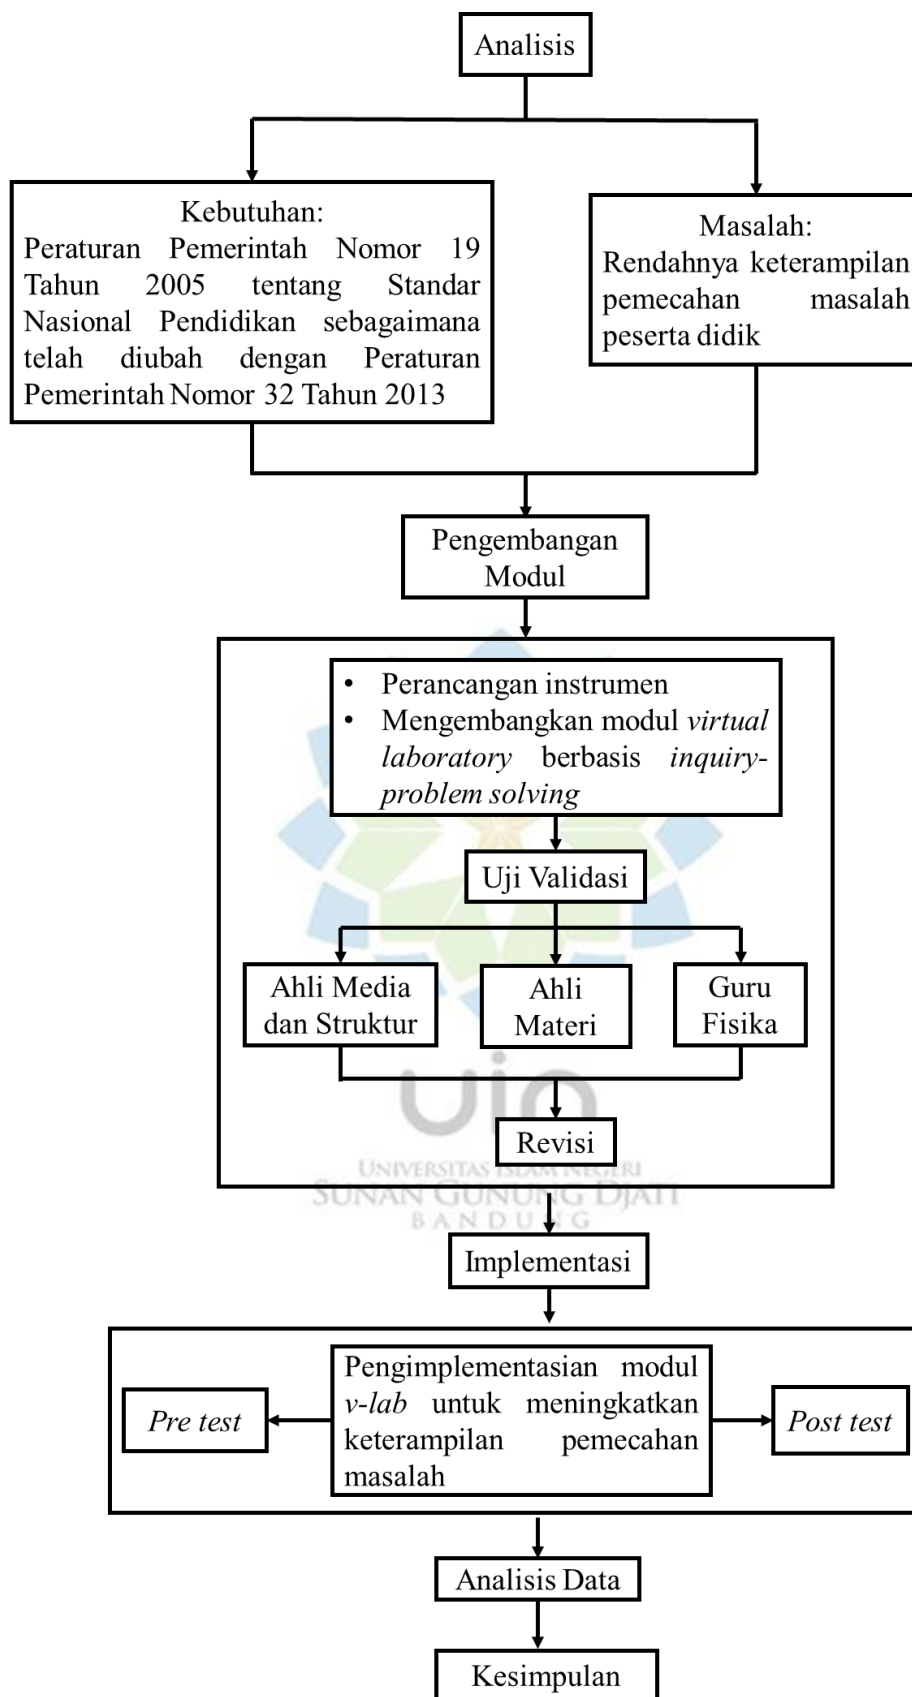 Analisis
Kebutuhan:
Peraturan Pemerintah Nomor 19
Tahun 2005 tentang Standar
Nasional Pendidikan sebagaimana
telah diubah dengan Peraturan
Pemerintah Nomor 32 Tahun 2013
Masalah:
Rendahnya keterampilan
pemecahan masalah
peserta didik
Pengembangan
Modul
• Perancangan instrumen
• Mengembangkan modul virtual
laboratory berbasis inquiry-
problem solving
Uji Validasi
Ahli Media
dan Struktur
Ahli
Materi
Guru
Fisika
uin
Revisi
UNIVERSITAS ISLAM NEGERI
SUNAN GUNUNG DJATI
BANDUNG
Implementasi
Pre test
Pengimplementasian modul
v-lab untuk meningkatkan
keterampilan pemecahan
masalah
Post test
Analisis Data
Kesimpulan